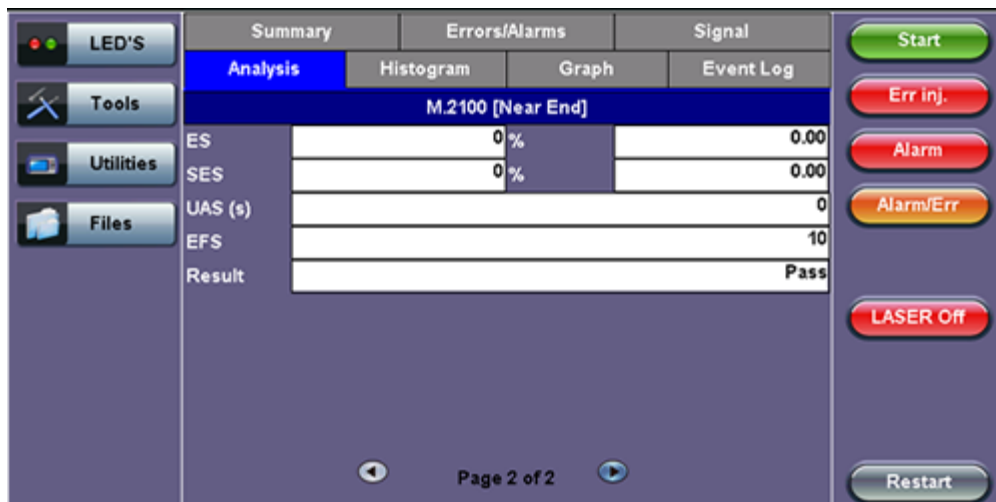 LED'S
Tools
Utilities
Files
Summary Errors/Alarms Signal
Analysis Histogram Graph Event Log
M.2100 [Near End]
ES 0 % 0.00
SES 0 % 0.00
UAS (s) 0
EFS 10
Result Pass
Page 2 of 2
Start
Err inj.
Alarm
Alarm/Err
LASER Off
Restart